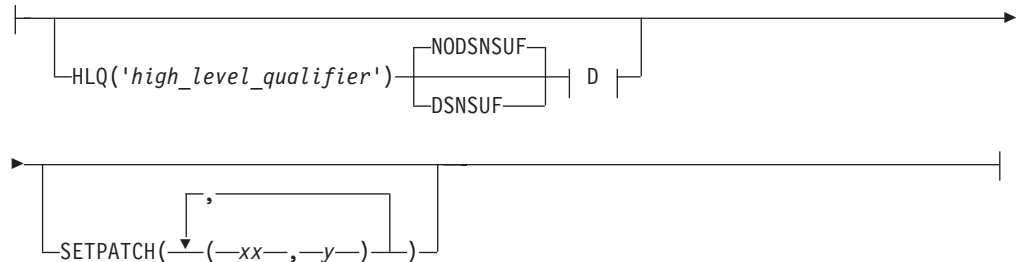 NODSNSUF
HLQ('high_level_qualifier') D
DSNSUF
,
SETPATCH( ( xx , y ) )